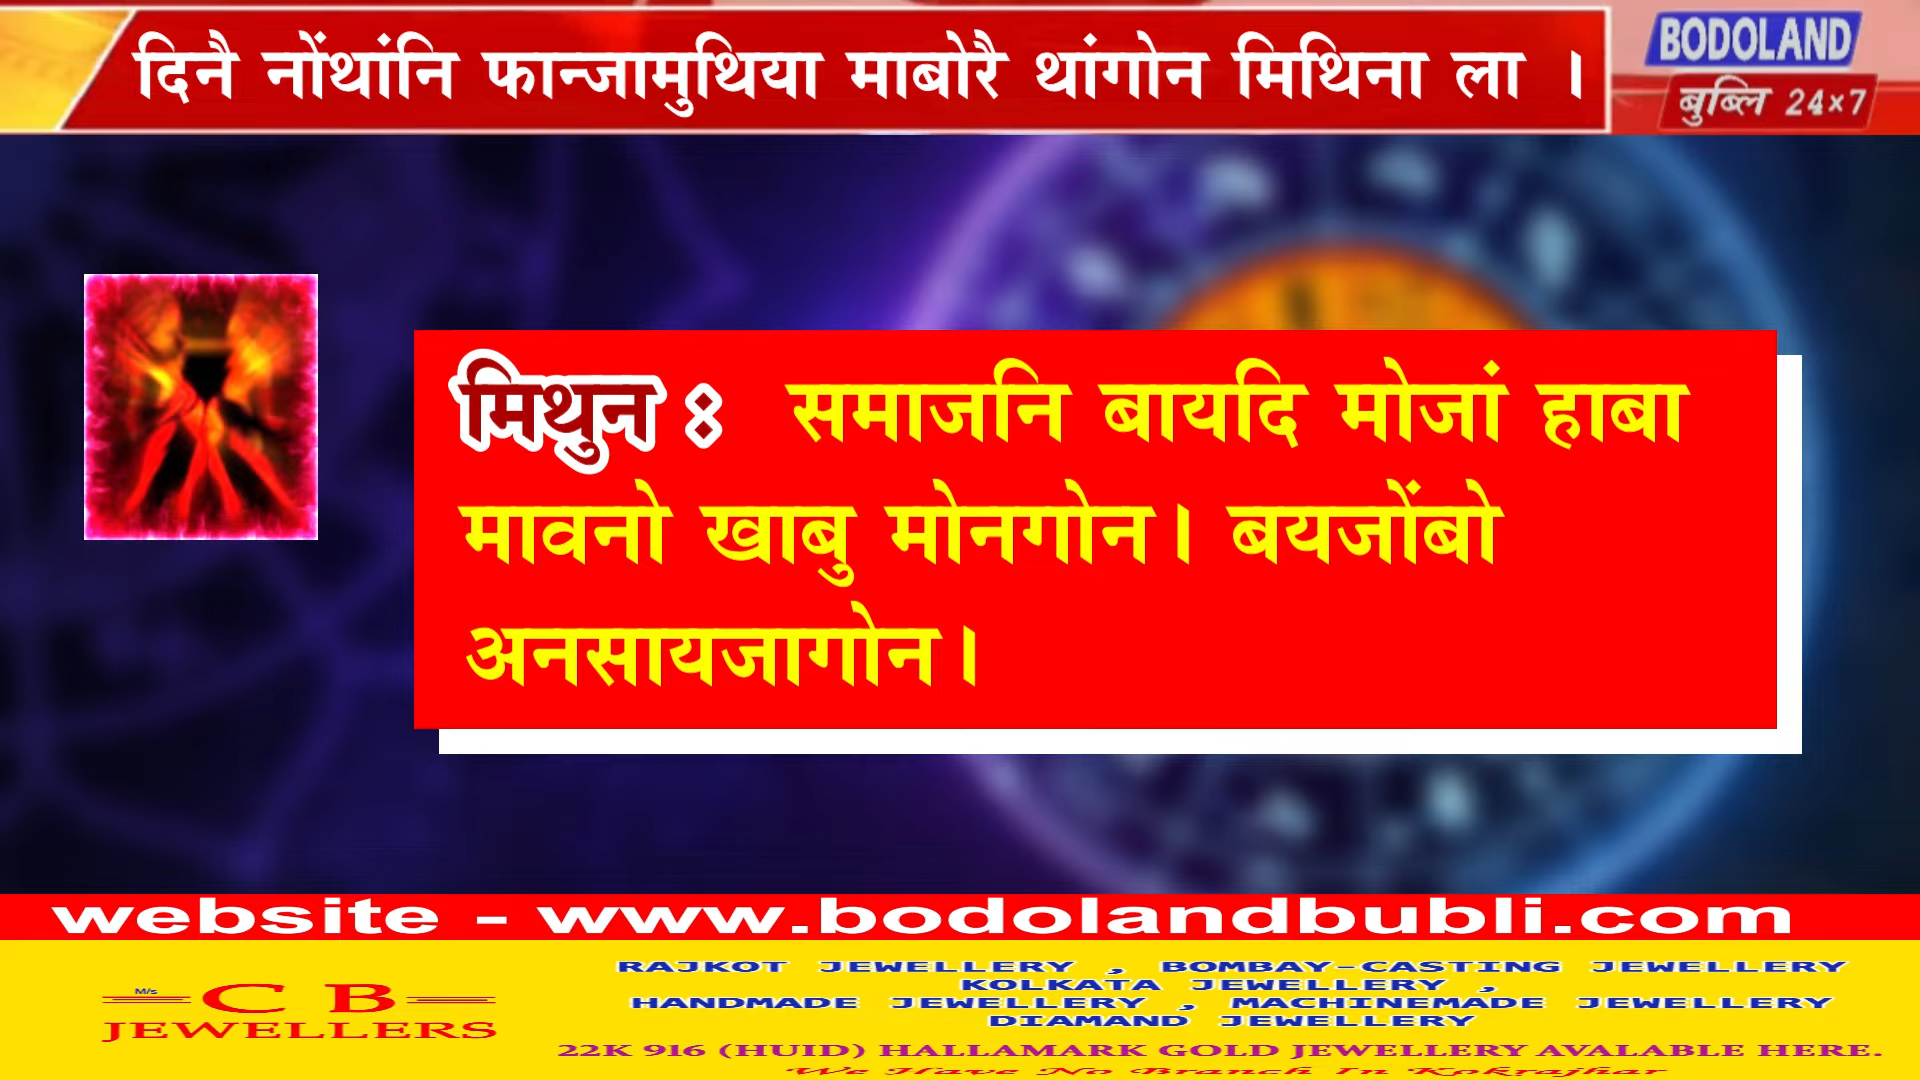 दिनै नोंथांनि फान्जामुथिया माबोरै थांगोन मिथिना ला ।
BODOLAND
बुब्लि 24×7
मिथुन : समाजनि बायदि मोजां हाबा
मावनो खाबु मोनगोन। बयजोंबो
अनसायजागोन।
website - www.bodolandbubli.com
M/s
C B
JEWELLERS
RAJKOT JEWELLERY , BOMBAY-CASTING JEWELLERY
KOLKATA JEWELLERY ,
HANDMADE JEWELLERY , MACHINEMADE JEWELLERY
DIAMAND JEWELLERY
22K 916 (HUID) HALLAMARK GOLD JEWELLERY AVALABLE HERE.
We Have No Branch In Kokrajhar